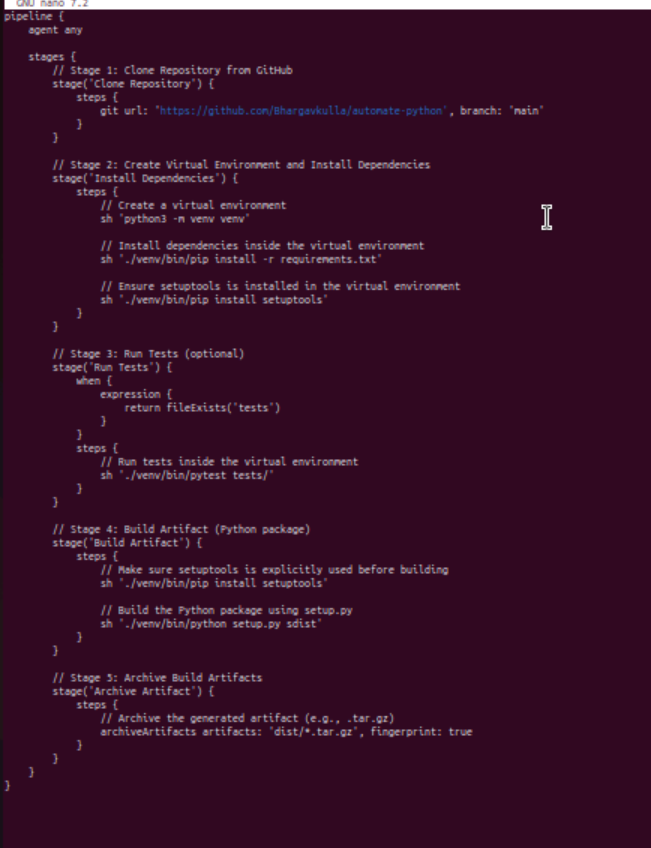 GNU nano 7.2
pipeline {
    agent any

    stages {
        // Stage 1: Clone Repository from GitHub
        stage('Clone Repository') {
            steps {
                git url: 'https://github.com/Bhargavkulla/automate-python', branch: 'main'
            }
        }

        // Stage 2: Create Virtual Environment and Install Dependencies
        stage('Install Dependencies') {
            steps {
                // Create a virtual environment
                sh 'python3 -m venv venv'

                // Install dependencies inside the virtual environment
                sh './venv/bin/pip install -r requirements.txt'

                // Ensure setuptools is installed in the virtual environment
                sh './venv/bin/pip install setuptools'
            }
        }

        // Stage 3: Run Tests (optional)
        stage('Run Tests') {
            when {
                expression {
                    return fileExists('tests')
                }
            }
            steps {
                // Run tests inside the virtual environment
                sh './venv/bin/pytest tests/'
            }
        }

        // Stage 4: Build Artifact (Python package)
        stage('Build Artifact') {
            steps {
                // Make sure setuptools is explicitly used before building
                sh './venv/bin/pip install setuptools'

                // Build the Python package using setup.py
                sh './venv/bin/python setup.py sdist'
            }
        }

        // Stage 5: Archive Build Artifacts
        stage('Archive Artifact') {
            steps {
                // Archive the generated artifact (e.g., .tar.gz)
                archiveArtifacts artifacts: 'dist/*.tar.gz', fingerprint: true
            }
        }
    }
}